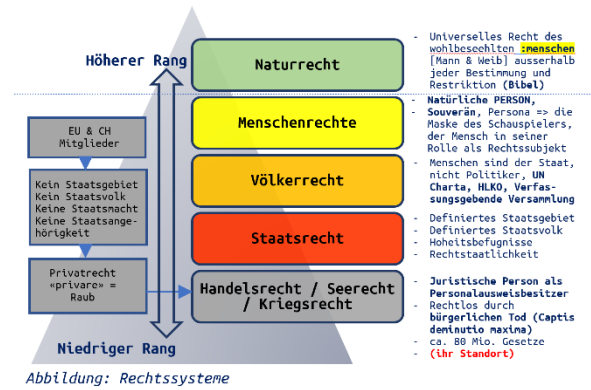 Höherer Rang
Naturrecht
- Universelles Recht des
wohlbeseehlten :menschen
[Mann & Weib] ausserhalb
jeder Bestimmung und
Restriktion (Bibel)
EU & CH
Mitglieder
Menschenrechte
- Natürliche PERSON,
- Souverän, Persona => die
Maske des Schauspielers,
der Mensch in seiner
Rolle als Rechtssubjekt
Kein Staatsgebiet
Kein Staatsvolk
Keine Staatsmacht
Keine Staatsange-
hörigkeit
Völkerrecht
- Menschen sind der Staat,
nicht Politiker, UN
Charta, HLKO, Verfas-
sungsgebende Versammlung
Staatsrecht
- Definiertes Staatsgebiet
- Definiertes Staatsvolk
- Hoheitsbefugnisse
- Rechtstaatlichkeit
Privatrecht
«privare» =
Raub
Handelsrecht / Seerecht
/ Kriegsrecht
- Juristische Person als
Personalausweisbesitzer
- Rechtlos durch
bürgerlichen Tod (Captis
deminutio maxima)
- ca. 80 Mio. Gesetze
- (ihr Standort)
Niedriger Rang
Abbildung: Rechtssysteme